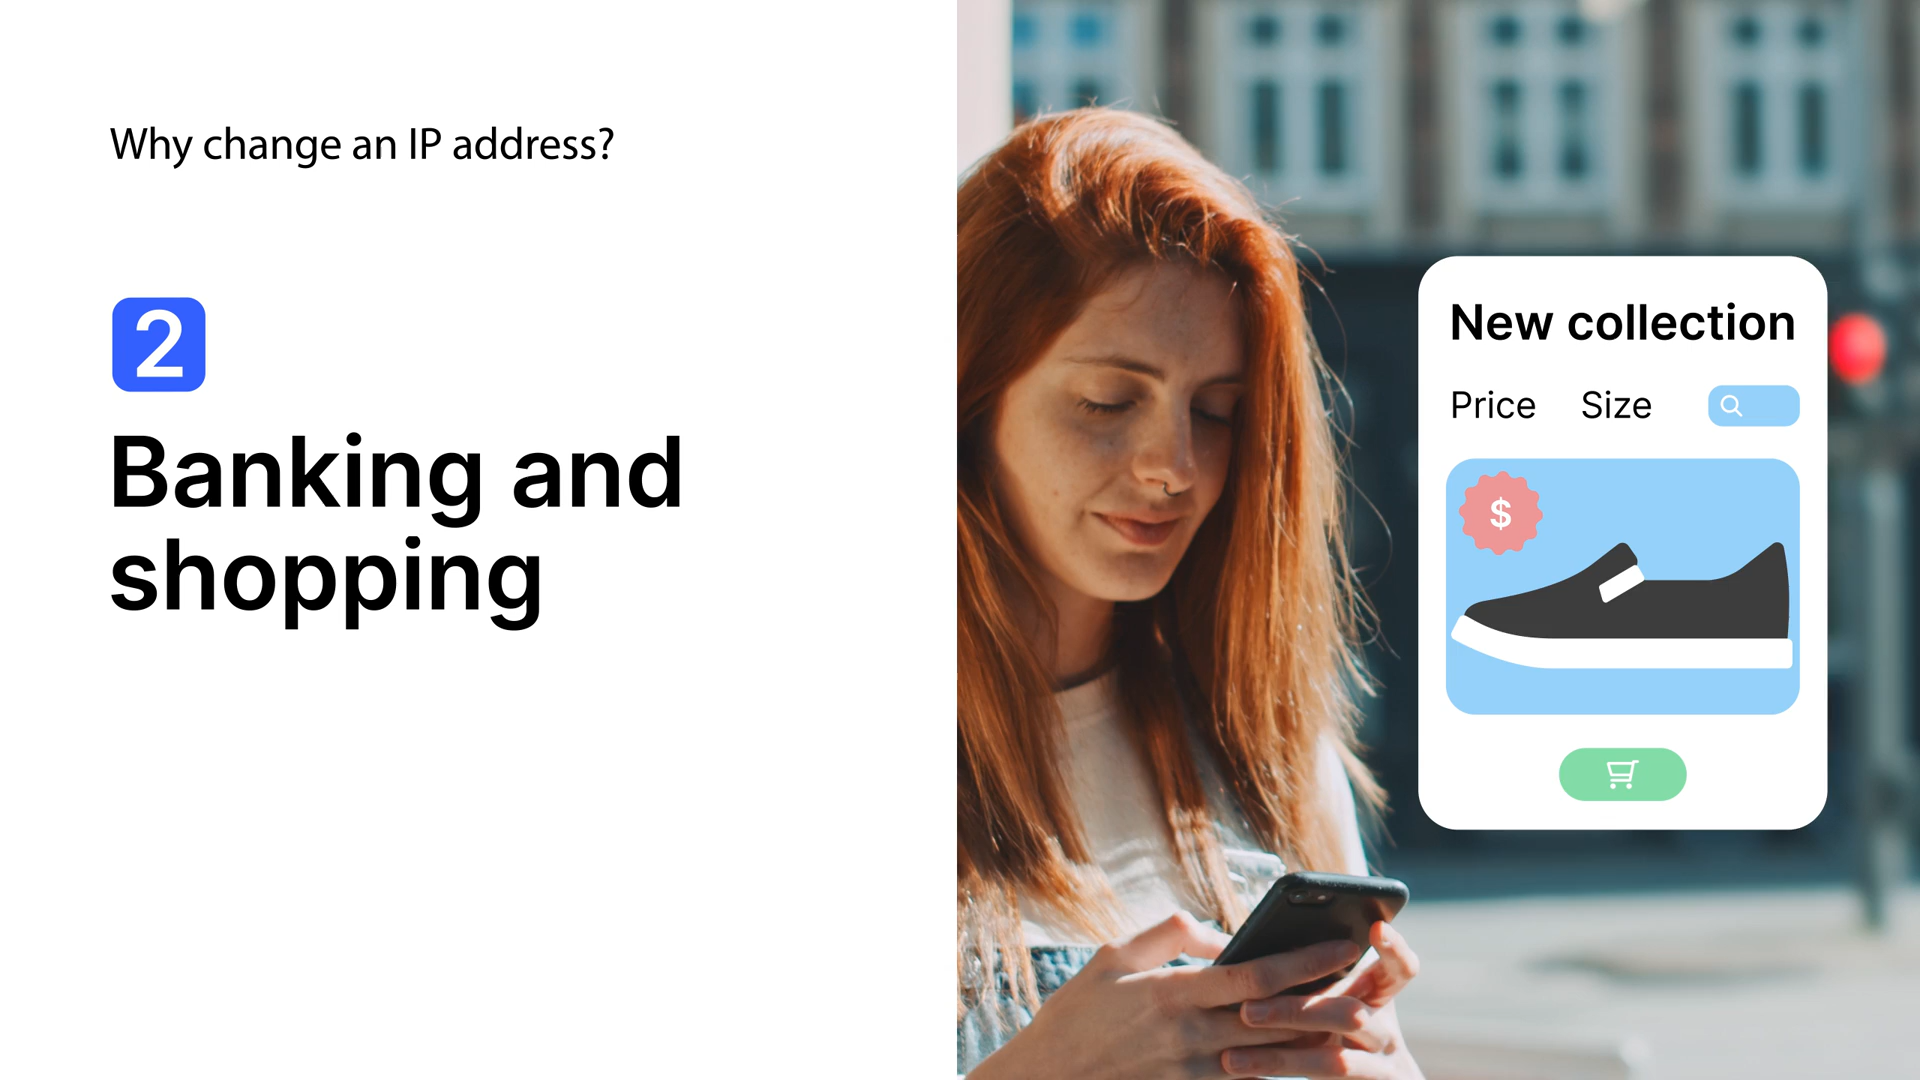 Why change an IP address?
2
Banking and
shopping
New collection
Price Size
$